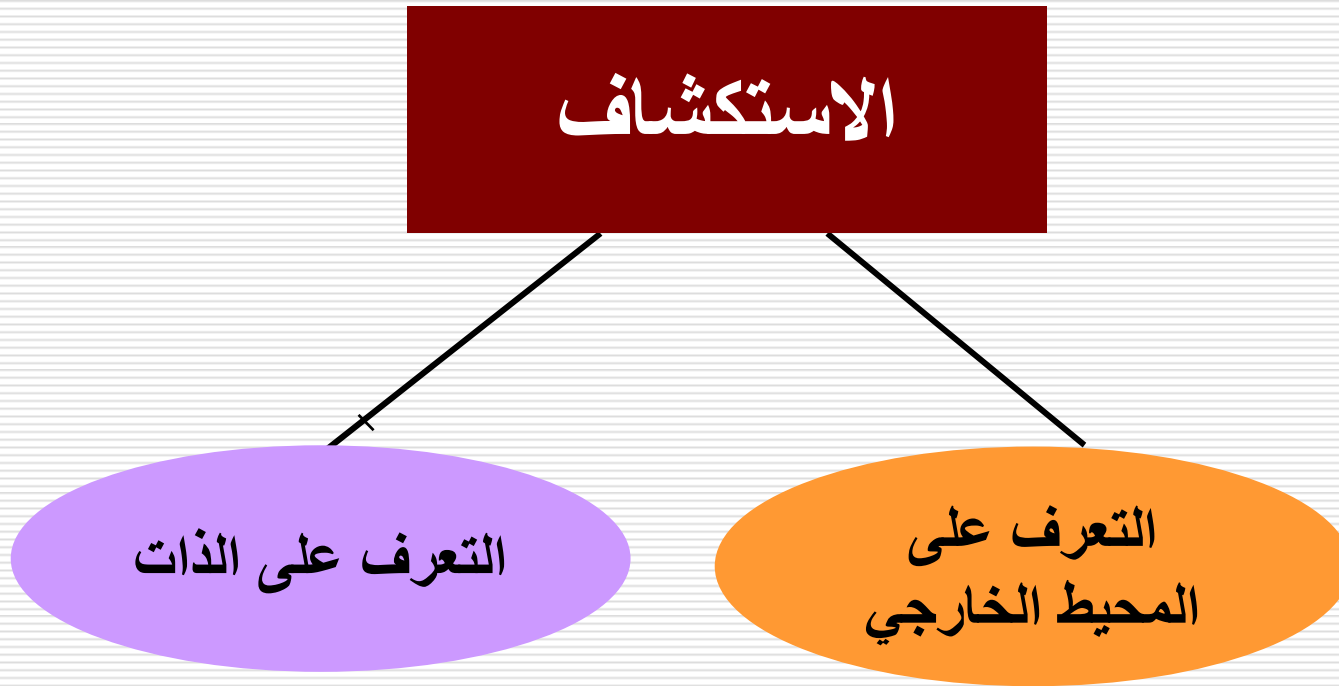 الاستكشاف
التعرف على
المحيط الخارجي
التعرف على الذات